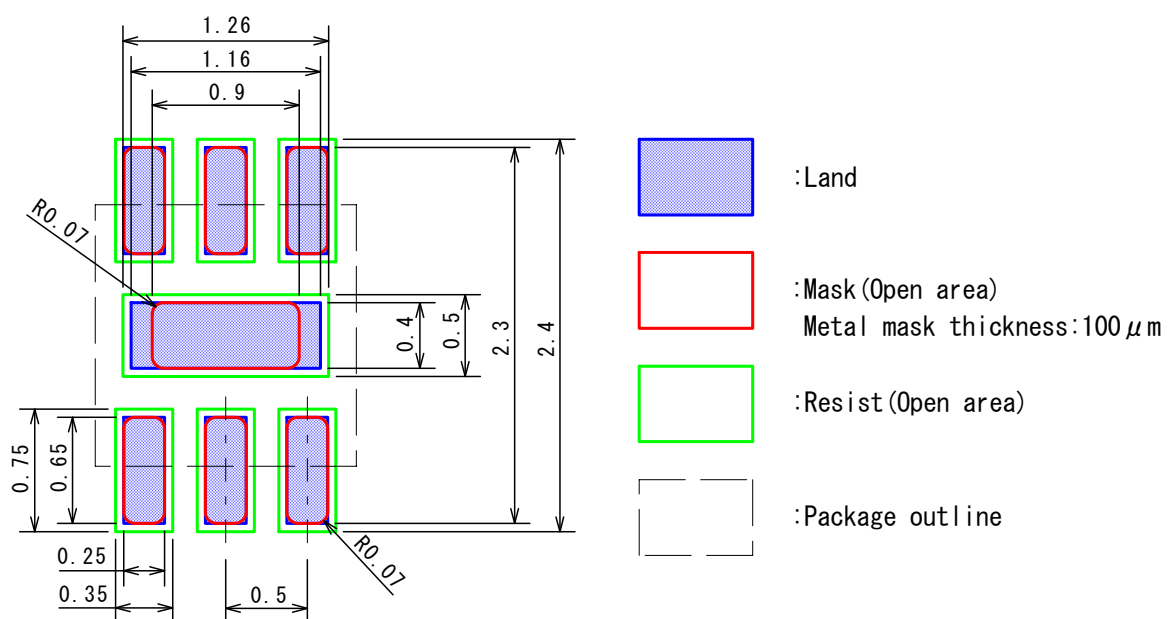 1.26
1.16
0.9
R0.07
0.4
0.5
2.3
2.4
0.75
0.65
0.25
0.35
0.5
R0.07
:Land
:Mask(Open area)
Metal mask thickness:100μm
:Resist(Open area)
:Package outline